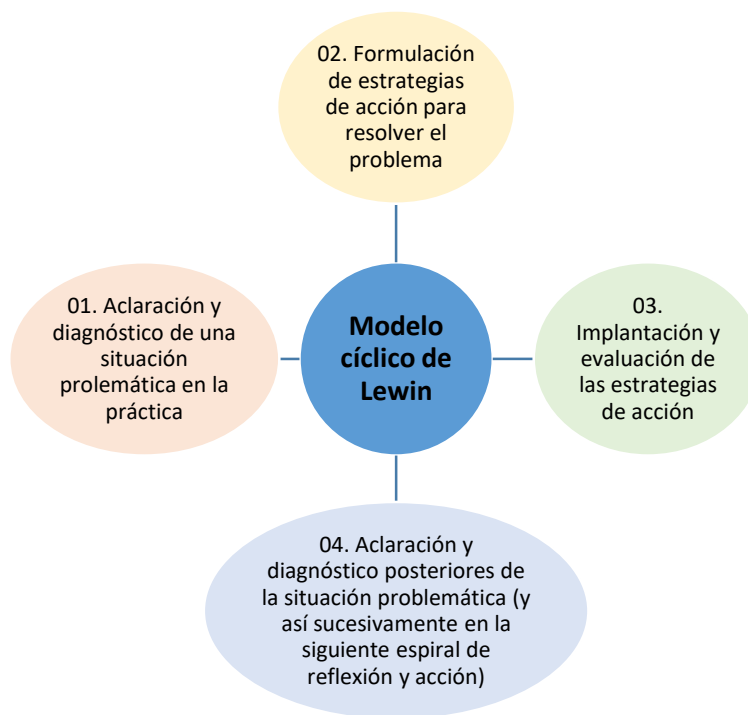 02. Formulación
de estrategias
de acción para
resolver el
problema
01. Aclaración y
diagnóstico de una
situación
prolemática en la
práctica
Modelo
cíclico de
Lewin
03.
Implantación y
evaluación de
las estrategias
de acción
04. Aclaración y
diagnóstico posteriores de
la situación problemática (y
así sucesivamente en la
siguiente espiral de
reflexión y acción)